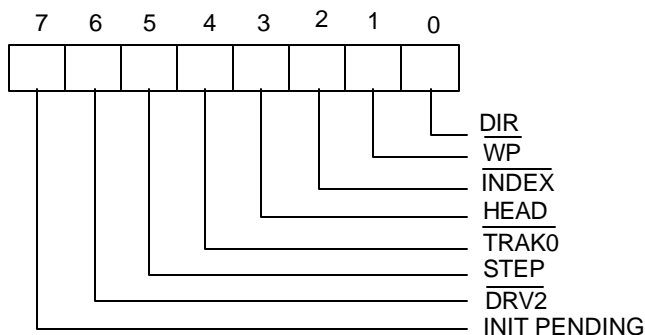 7 6 5 4 3 2 1 0
DIR
WP
INDEX
HEAD
TRAK0
STEP
DRV2
INIT PENDING